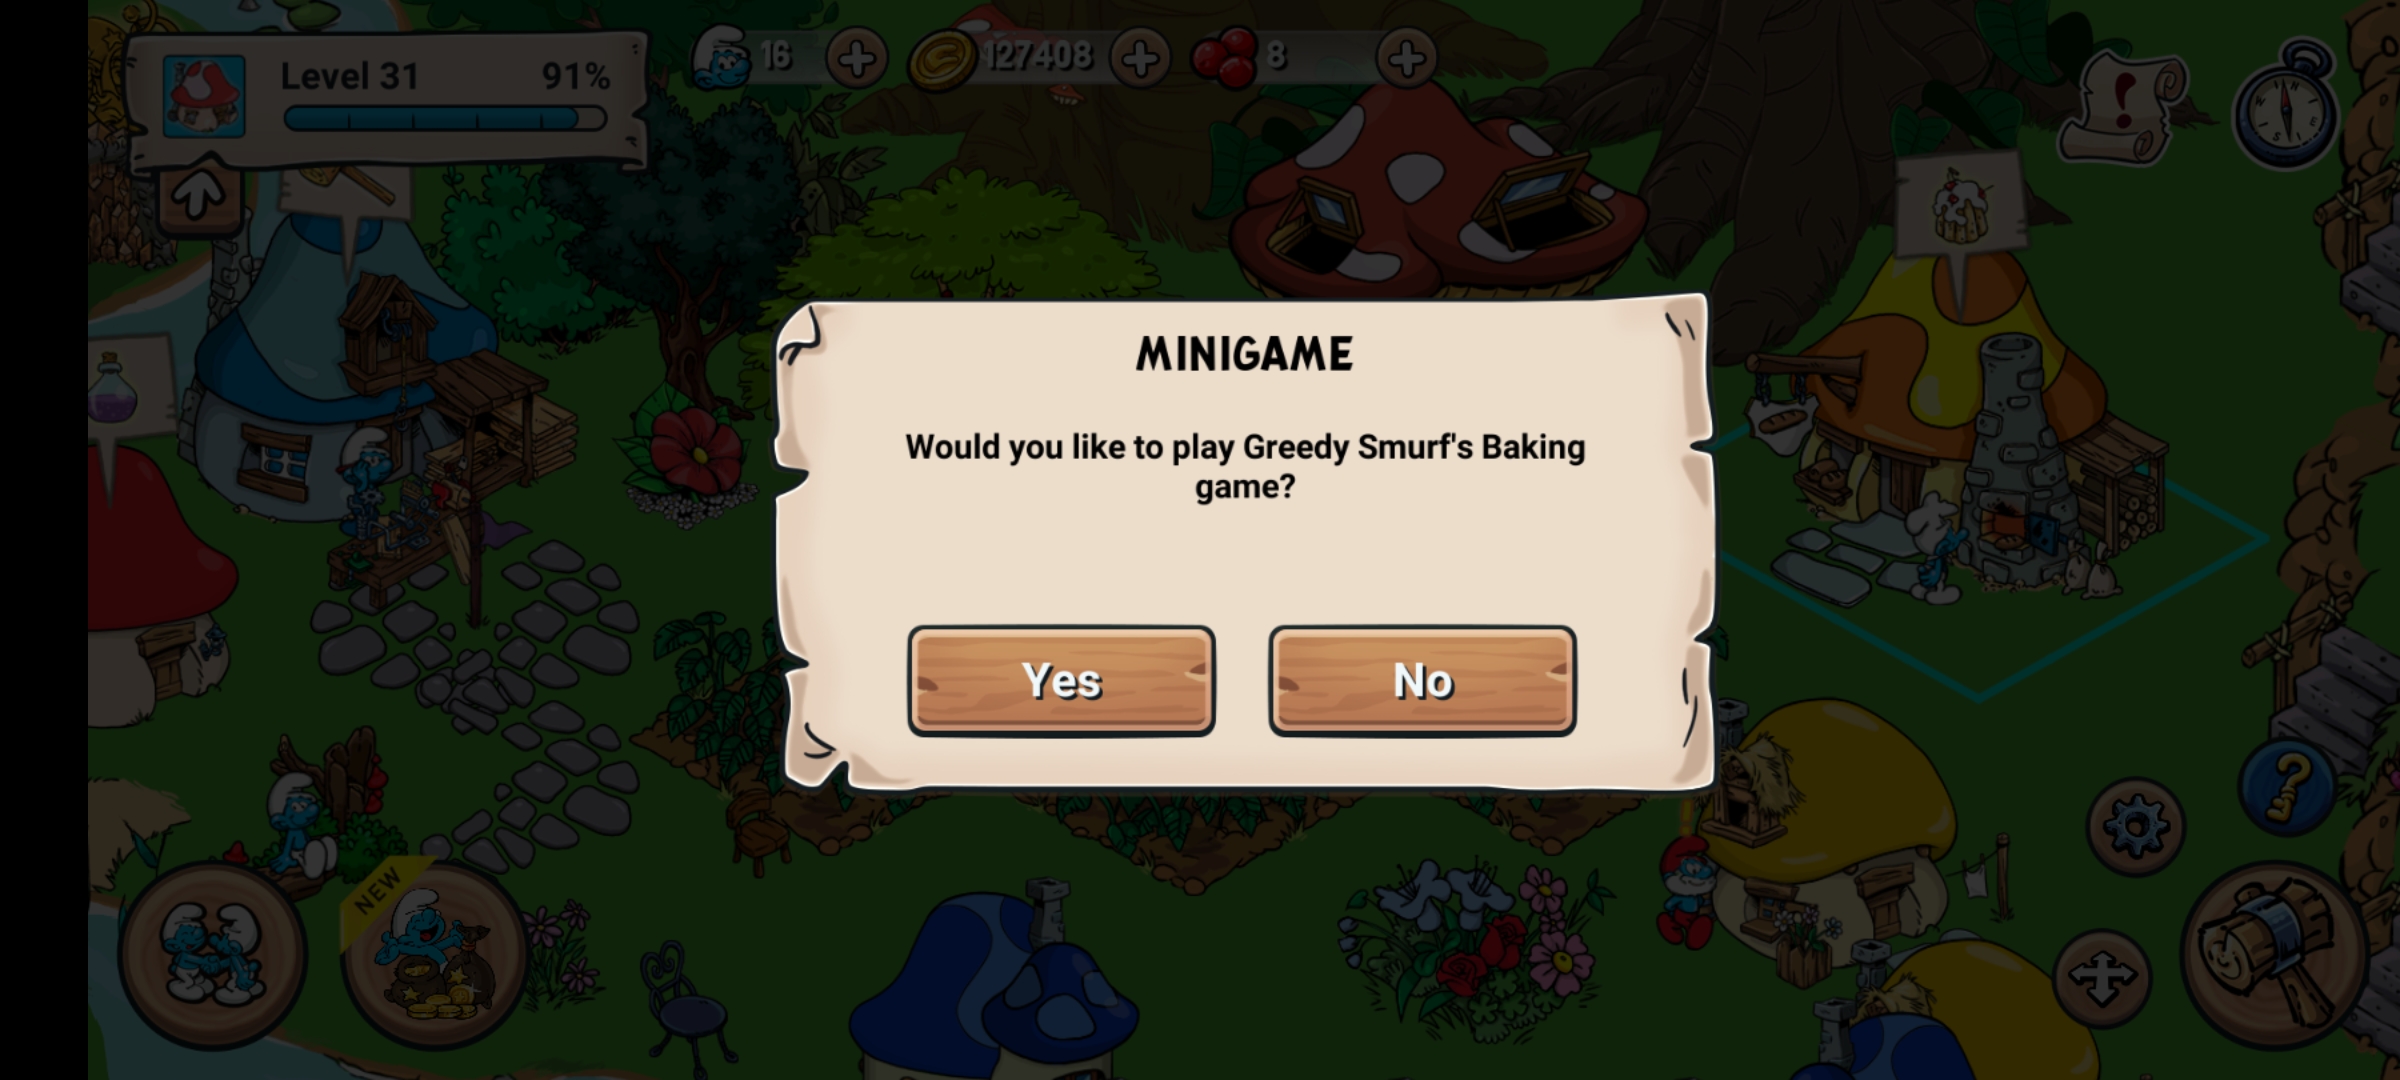 Level 31 91%
16
127408
8
MINIGAME
Would you like to play Greedy Smurf's Baking
game?
Yes
No
NEW